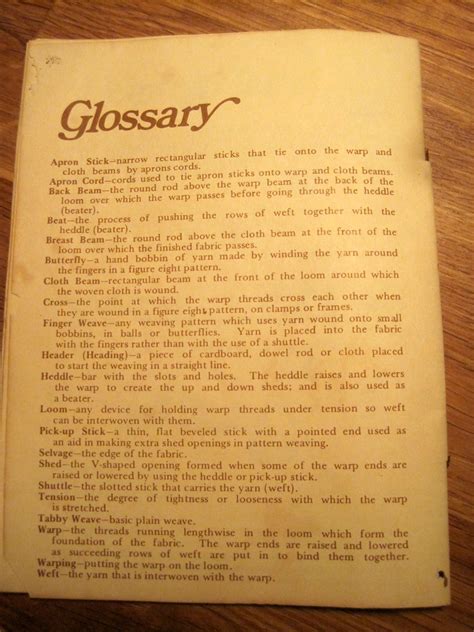 Glossary
Apron Stick—narrow rectangular sticks that tie onto the warp and
cloth beams by aprons cords.
Apron Cord—cords used to tie apron sticks onto warp and cloth beams.
Back Beam—the round rod above the warp beam at the back of the
loom over which the warp passes before going through the heddle
(beater).
Beat—the process of pushing the rows of weft together with the
heddle (beater).
Breast Beam—the round rod above the cloth beam at the front of the
loom over which the finished fabric passes.
Butterfly—a hand bobbin of yarn made by winding the yarn around
the fingers in a figure eight pattern.
Cloth Beam—rectangular beam at the front of the loom around which
the woven cloth is wound.
Cross—the point at which the warp threads cross each other when
they are wound in a figure eight pattern, on clamps or frames.
Finger Weave—any weaving pattern which uses yarn wound onto small
bobbins, in balls or butterflies. Yarn is placed into the fabric
with the fingers rather than with the use of a shuttle.
Header (Heading)—a piece of cardboard, dowel rod or cloth placed
to start the weaving in a straight line.
Heddle—bar with the slots and holes. The heddle raises and lowers
the warp to create the up and down sheds; and is also used as
a beater.
Loom—any device for holding warp threads under tension so weft
can be interwoven with them.
Pick-up Stick—a thin, flat beveled stick with a pointed end used as
an aid in making extra shed openings in pattern weaving.
Selvage—the edge of the fabric.
Shed—the V-shaped opening formed when some of the warp ends are
raised or lowered by using the heddle or pick-up stick.
Shuttle—the slotted stick that carries the yarn (weft).
Tension—the degree of tightness or looseness with which the warp
is stretched.
Tabby Weave—basic plain weave.
Warp—the threads running lengthwise in the loom which form the
foundation of the fabric. The warp ends are raised and lowered
as succeeding rows of weft are put in to bind them together.
Warping—putting the warp on the loom.
Weft—the yarn that is interwoven with the warp.